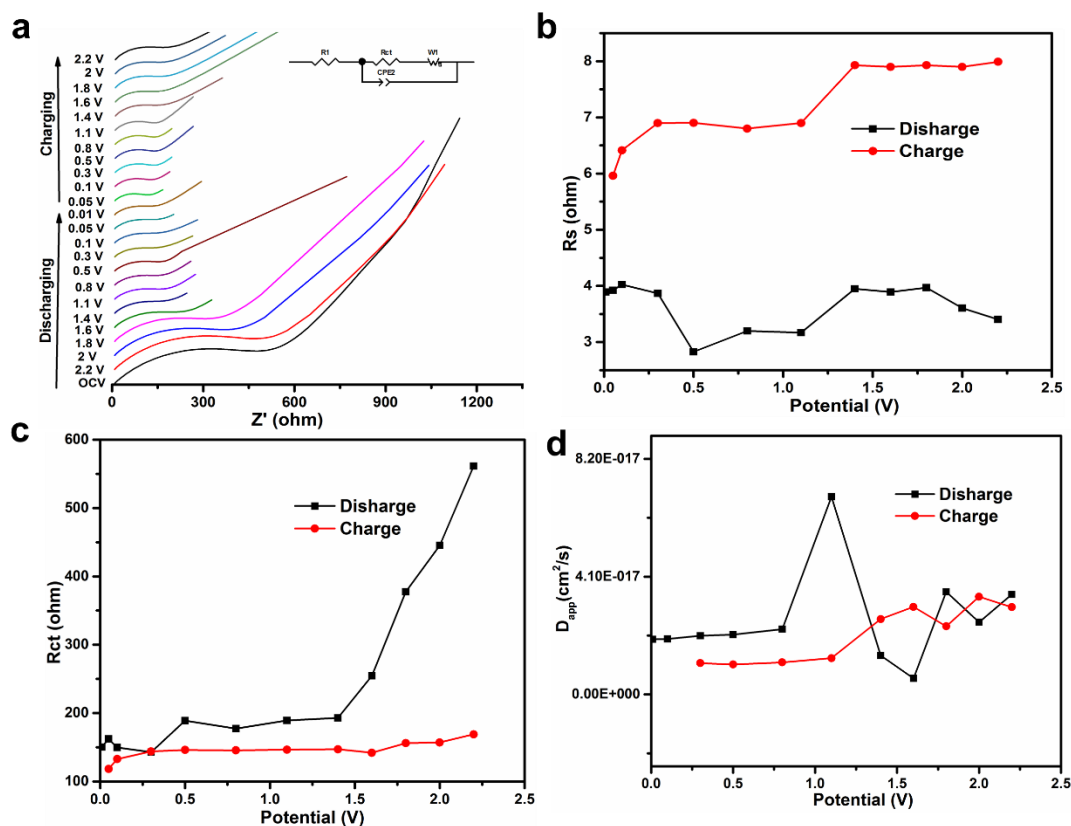 a
Charging
Discharging
2.2 V
2 V
1.8 V
1.6 V
1.4 V
1.1 V
0.8 V
0.5 V
0.3 V
0.1 V
0.05 V
0.01 V
0.05 V
0.1 V
0.3 V
0.5 V
0.8 V
1.1 V
1.4 V
1.6 V
1.8 V
2 V
2.2 V
OCV
R1 Rct W1
s
CPE2
0 300 600 900 1200
Z' (ohm)
b
Rs (ohm)
8
7
6
5
4
3
Disharge
Charge
0.0 0.5 1.0 1.5 2.0 2.5
Potential (V)
c
Rct (ohm)
600
550
500
450
400
350
300
250
200
150
100
Disharge
Charge
0.0 0.5 1.0 1.5 2.0 2.5
Potential (V)
d
Dapp(cm²/s)
8.20E-017
4.10E-017
0.00E+000
Disharge
Charge
0.0 0.5 1.0 1.5 2.0 2.5
Potential (V)